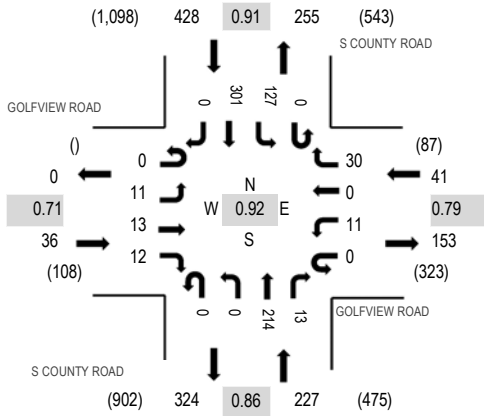 (1,098) 428 0.91 255 (543)
S COUNTY ROAD
GOLFVIEW ROAD
0 301 127 0
() 0 30 (87)
0 11 0 41
0.71 13 W N 0.92 S E 11 0.79
36 12 0 153
(108) (323)
0 0 214 13
GOLFVIEW ROAD
S COUNTY ROAD
(902) 324 0.86 227 (475)